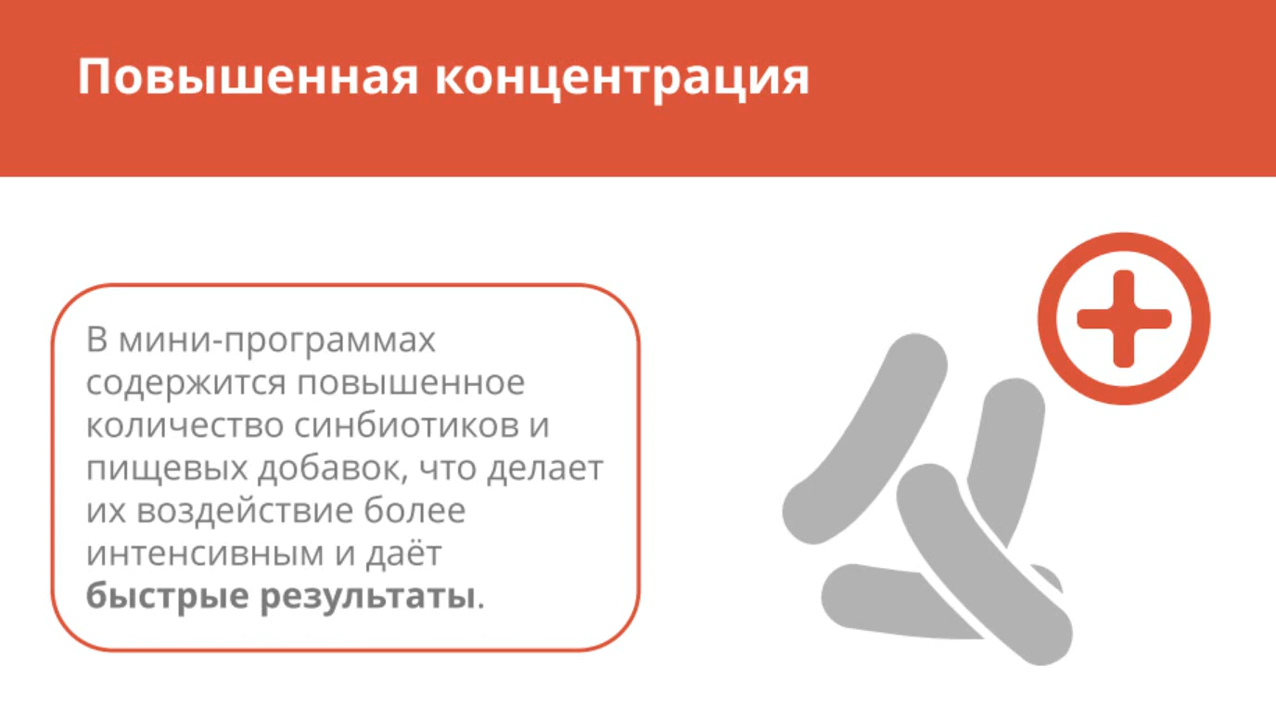 Повышенная концентрация
В мини-программах
содержится повышенное
количество синбиотиков и
пищевых добавок, что делает
их воздействие более
интенсивным и даёт
быстрые результаты.